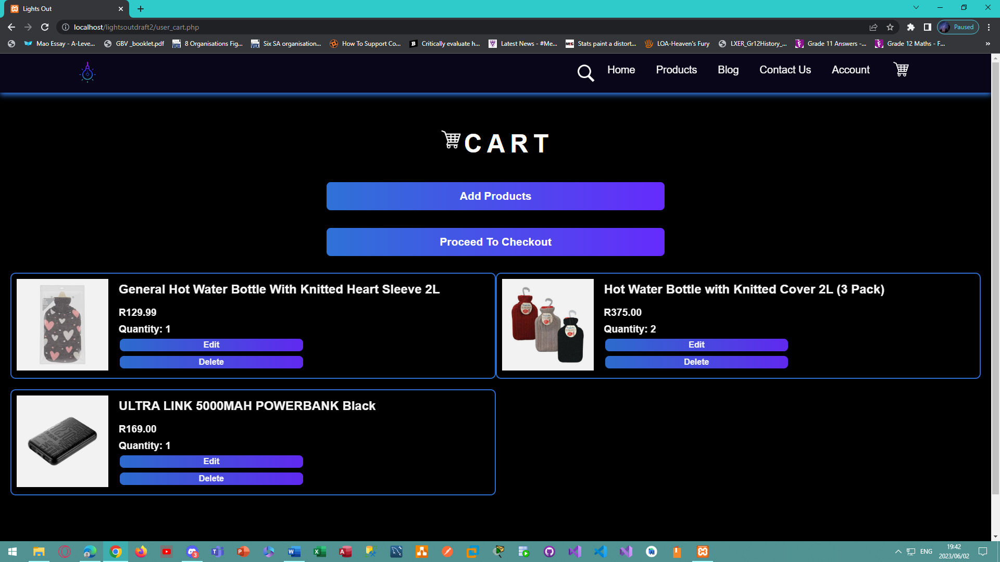 Lights Out
localhost/lightsoutdraft2/user_cart.php
Paused
Mao Essay - A-Leve...
GBV _booklet.pdf
8 Organisations Fig...
Six SA organisation...
How To Support Co...
Critically evaluate h...
Latest News - #Me...
Stats paint a distort...
LOA-Heaven's Fury
LXER_Gr12History_...
Grade 11 Answers -...
Grade 12 Maths - F...
Home
Products
Blog
Contact Us
Account
CART
Add Products
Proceed To Checkout
General Hot Water Bottle With Knitted Heart Sleeve 2L
R129.99
Quantity: 1
Edit
Delete
Hot Water Bottle with Knitted Cover 2L (3 Pack)
R375.00
Quantity: 2
Edit
Delete
ULTRA LINK 5000MAH POWERBANK Black
R169.00
Quantity: 1
Edit
Delete
3
ENG
19:42
2023/06/02